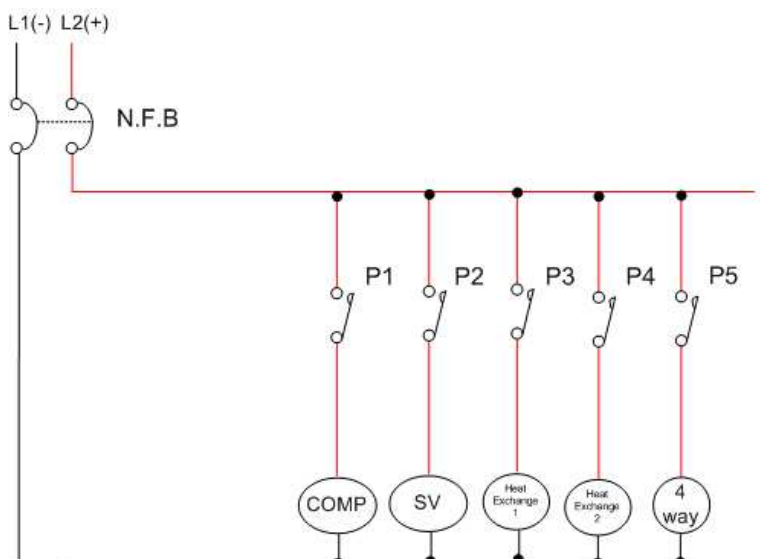 L1(-) L2(+)
N.F.B
P1 P2 P3 P4 P5
COMP
SV
Heat
Exchange
1
Heat
Exchange
2
4
way